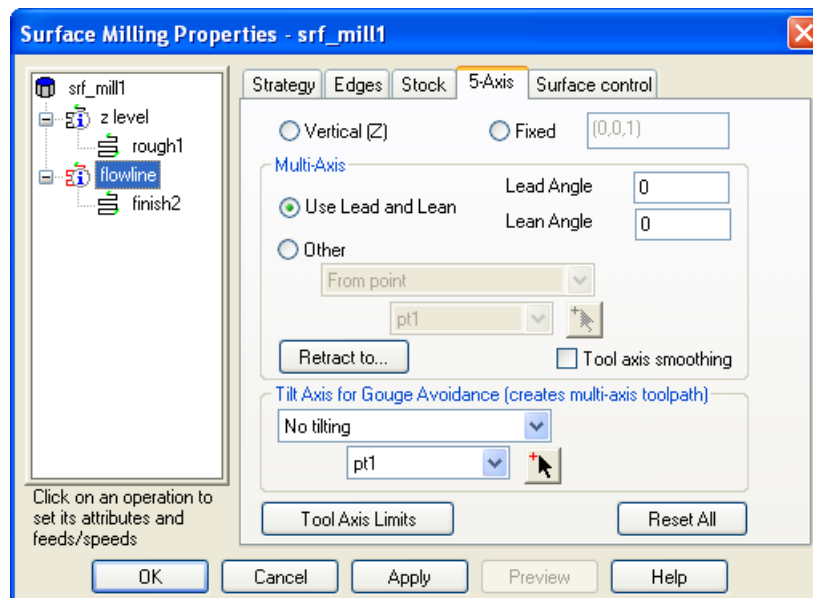 Surface Milling Properties - srf_mill1
srf_mill1
z level
rough1
flowline
finish2
Click on an operation to
set its attributes and
feeds/speeds
Strategy Edges Stock 5-Axis Surface control
Vertical (Z) Fixed (0,0,1)
Multi-Axis
Lead Angle 0
Use Lead and Lean
Lean Angle 0
Other
From point
pt1
Retract to... Tool axis smoothing
Tilt Axis for Gouge Avoidance (creates multi-axis toolpath)
No tilting
pt1
Tool Axis Limits Reset All
OK Cancel Apply Preview Help